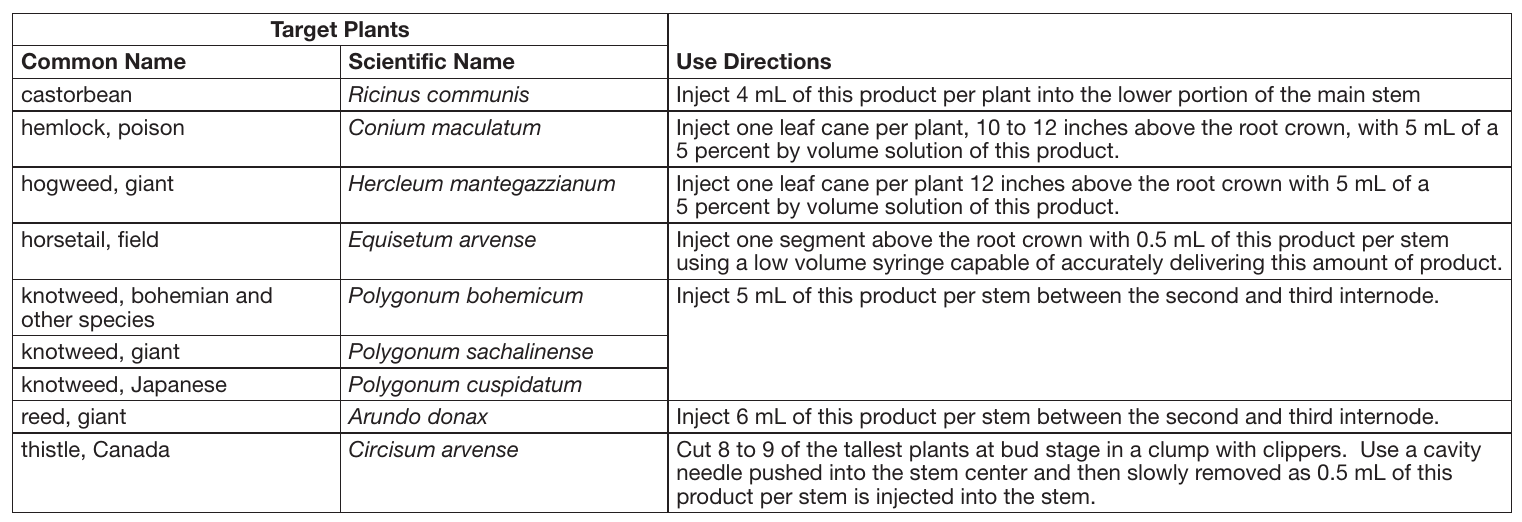 Target Plants
Common Name
Scientific Name
Use Directions
castorbean
Ricinus communis
Inject 4 mL of this product per plant into the lower portion of the main stem
hemlock, poison
Conium maculatum
Inject one leaf cane per plant, 10 to 12 inches above the root crown, with 5 mL of a
5 percent by volume solution of this product.
hogweed, giant
Hercleum mantegazzianum
Inject one leaf cane per plant 12 inches above the root crown with 5 mL of a
5 percent by volume solution of this product.
horsetail, field
Equisetum arvense
Inject one segment above the root crown with 0.5 mL of this product per stem
using a low volume syringe capable of accurately delivering this amount of product.
knotweed, bohemian and
other species
Polygonum bohemicum
Inject 5 mL of this product per stem between the second and third internode.
knotweed, giant
Polygonum sachalinense
knotweed, Japanese
Polygonum cuspidatum
reed, giant
Arundo donax
Inject 6 mL of this product per stem between the second and third internode.
thistle, Canada
Circisum arvense
Cut 8 to 9 of the tallest plants at bud stage in a clump with clippers.  Use a cavity
needle pushed into the stem center and then slowly removed as 0.5 mL of this
product per stem is injected into the stem.